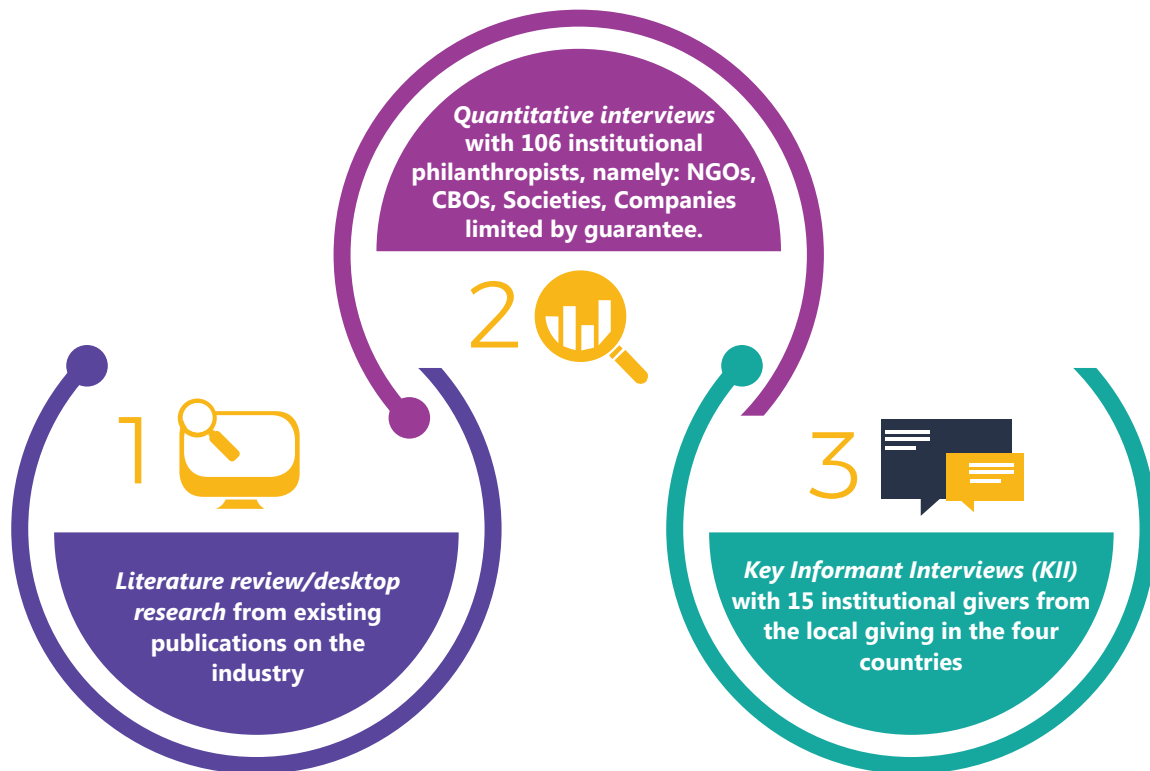 1
Literature review/desktop
research from existing
publications on the
industry
2
Quantitative interviews
with 106 institutional
philanthropists, namely: NGOs,
CBOs, Societies, Companies
limited by guarantee.
3
Key Informant Interviews (KII)
with 15 institutional givers from
the local giving in the four
countries